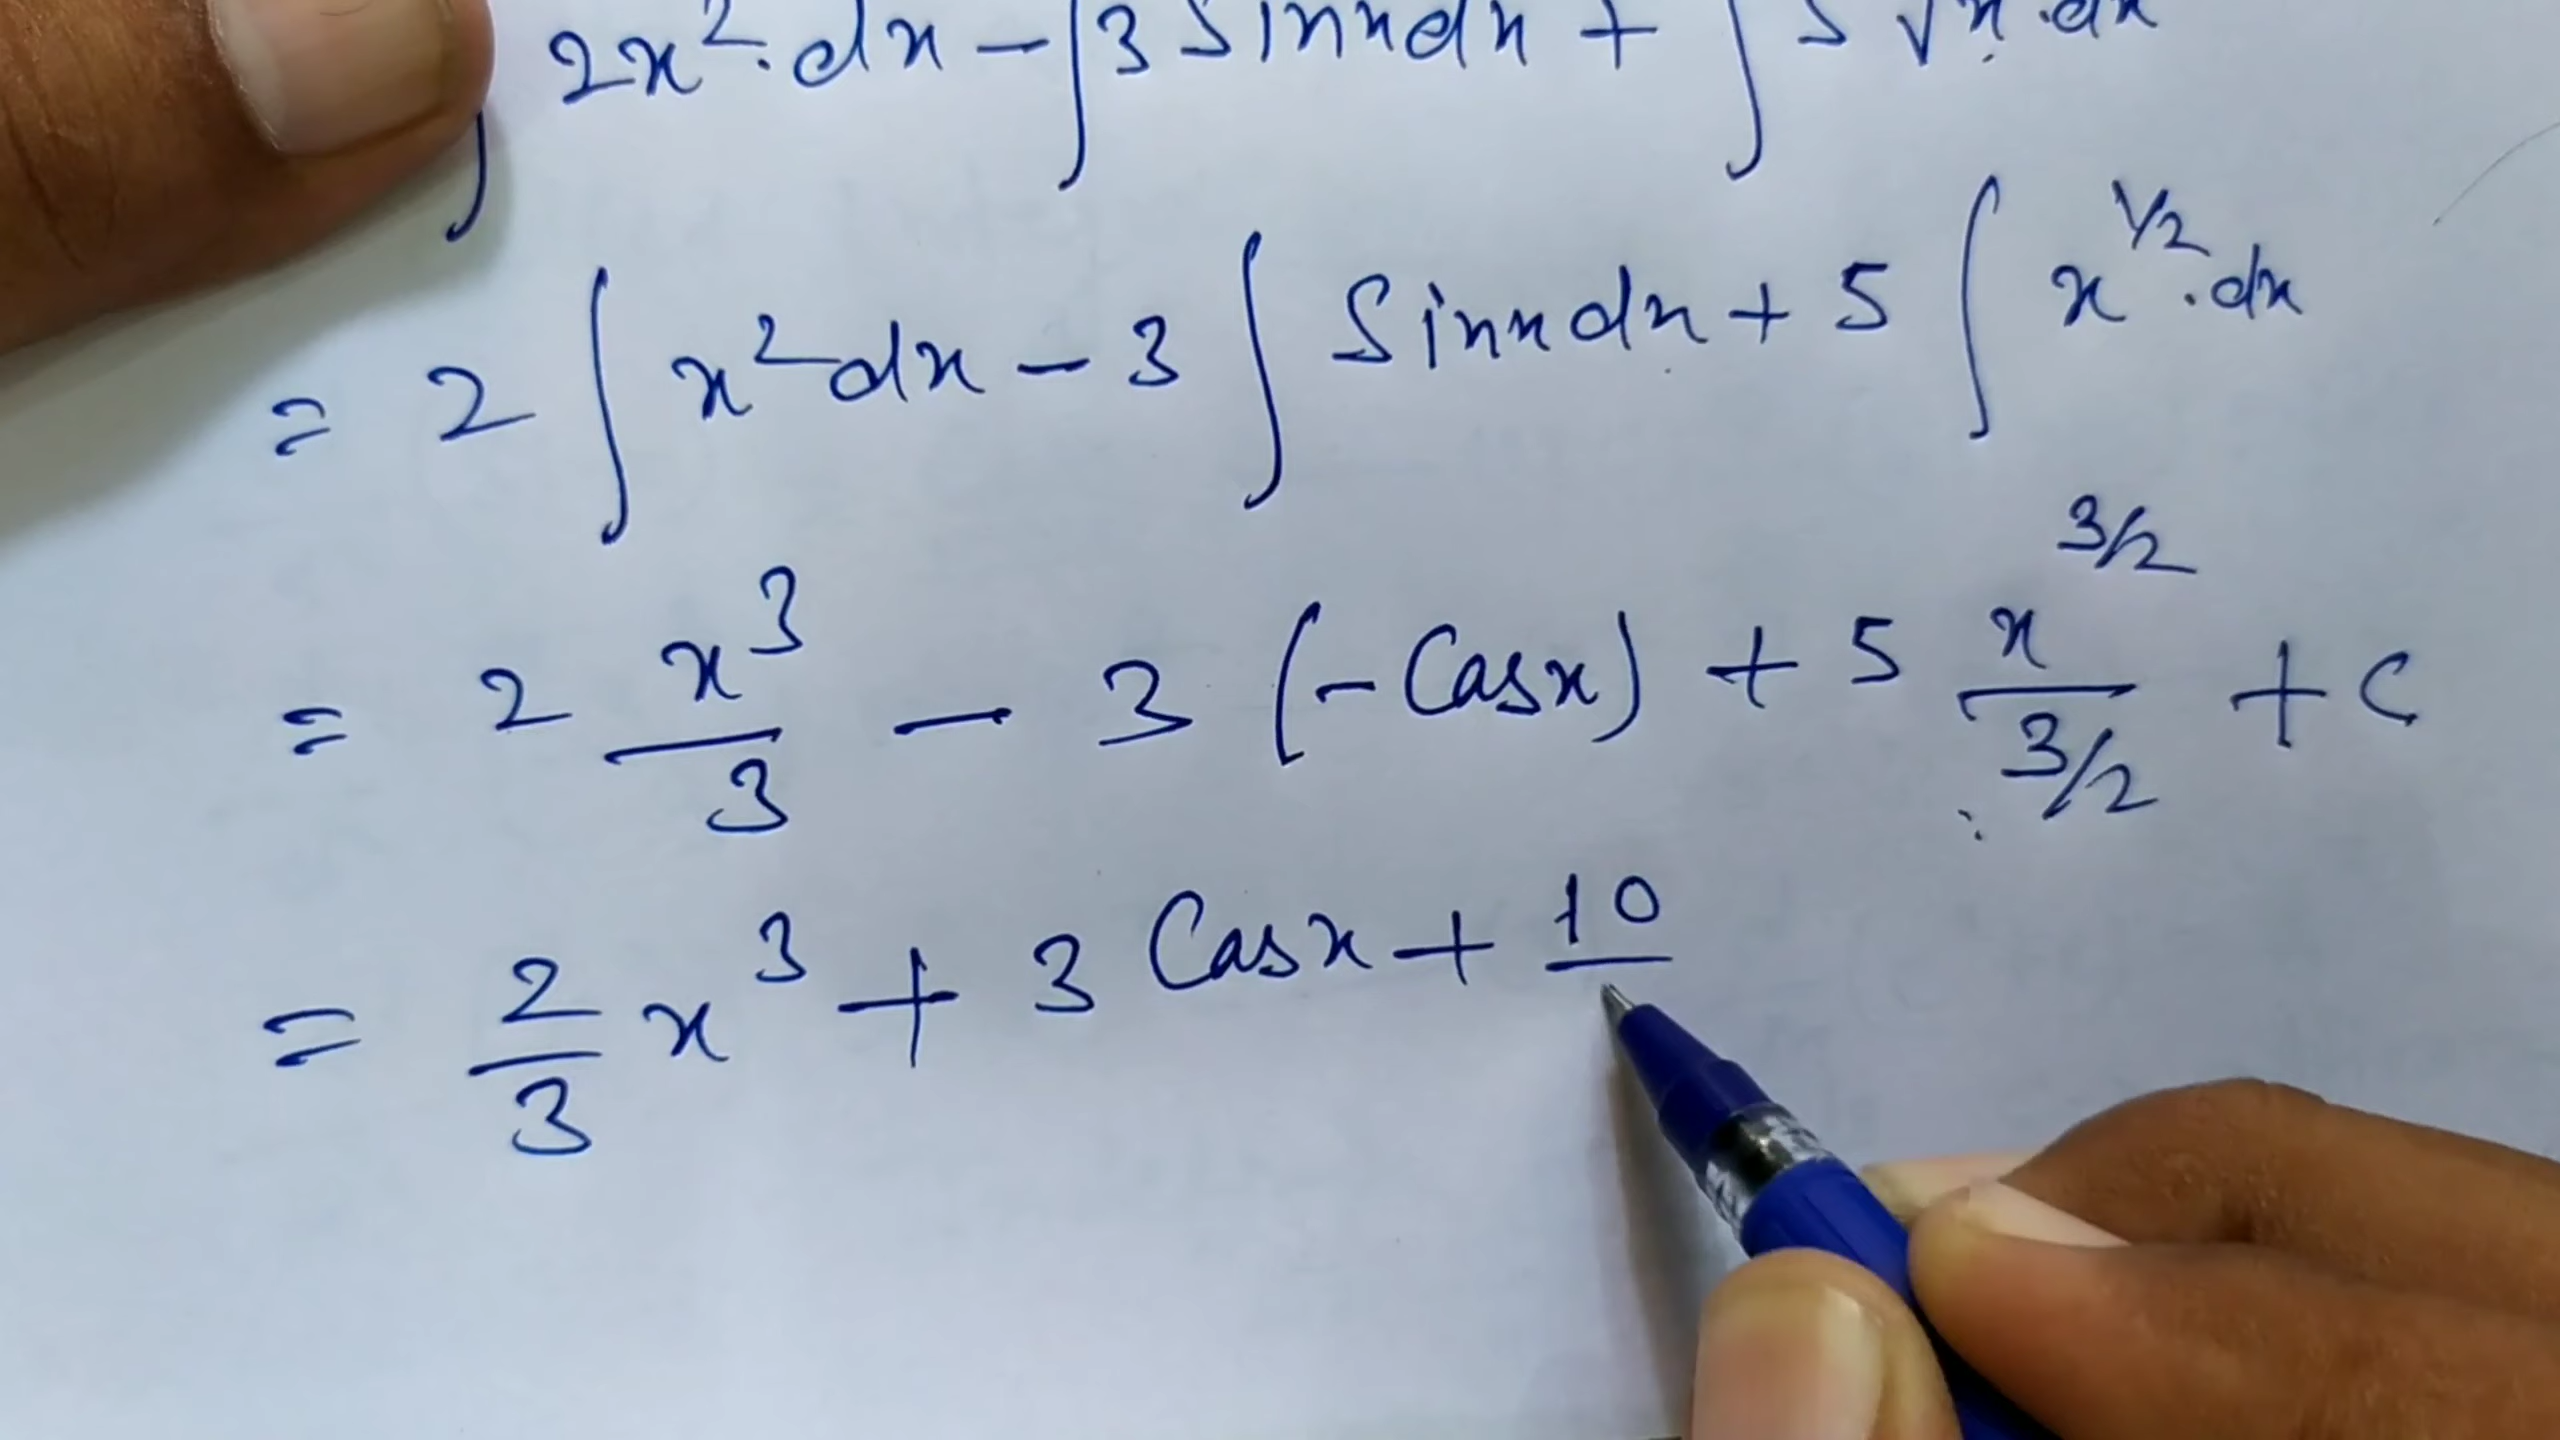 ∫ 2x².dx - ∫ 3 Sinx dx + ∫ 5 √x .dx
= 2 ∫ x² dx - 3 ∫ Sinx dx + 5 ∫ x^1/2 .dx
= 2 x³/3 - 3 (-Cosx) + 5 x^3/2 / 3/2 + C
= 2/3 x³ + 3 Cosx + 10/